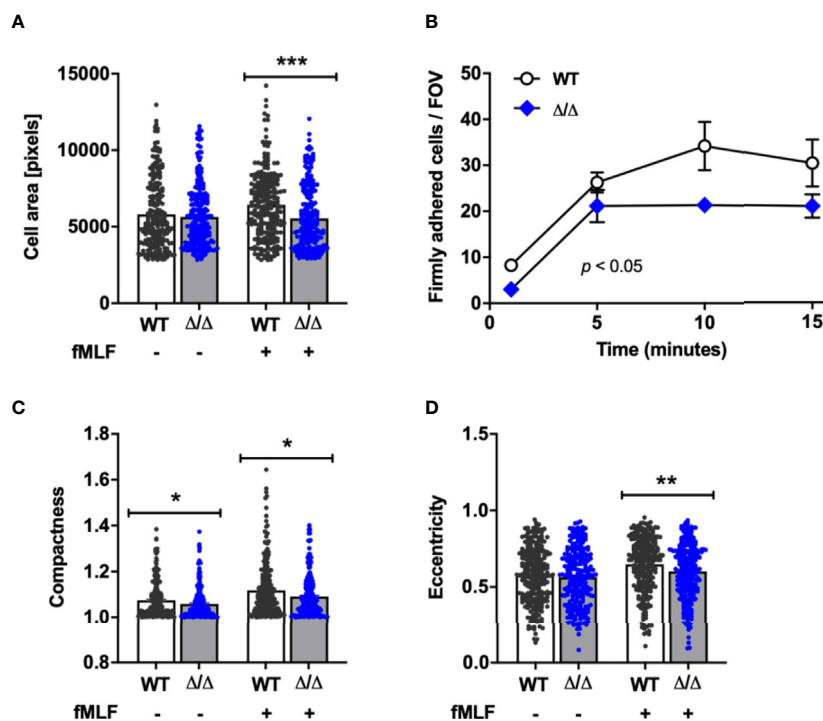 A
Cell area [pixels]
15000
10000
5000
0
***
WT Δ/Δ WT Δ/Δ
fMLF - - + +
B
Firmly adhered cells / FOV
50
40
30
20
10
0
WT
Δ/Δ
p < 0.05
0 5 10 15
Time (minutes)
C
Compactness
1.8
1.6
1.4
1.2
1.0
0.8
*
*
WT Δ/Δ WT Δ/Δ
fMLF - - + +
D
Eccentricity
1.5
1.0
0.5
0.0
**
WT Δ/Δ WT Δ/Δ
fMLF - - + +